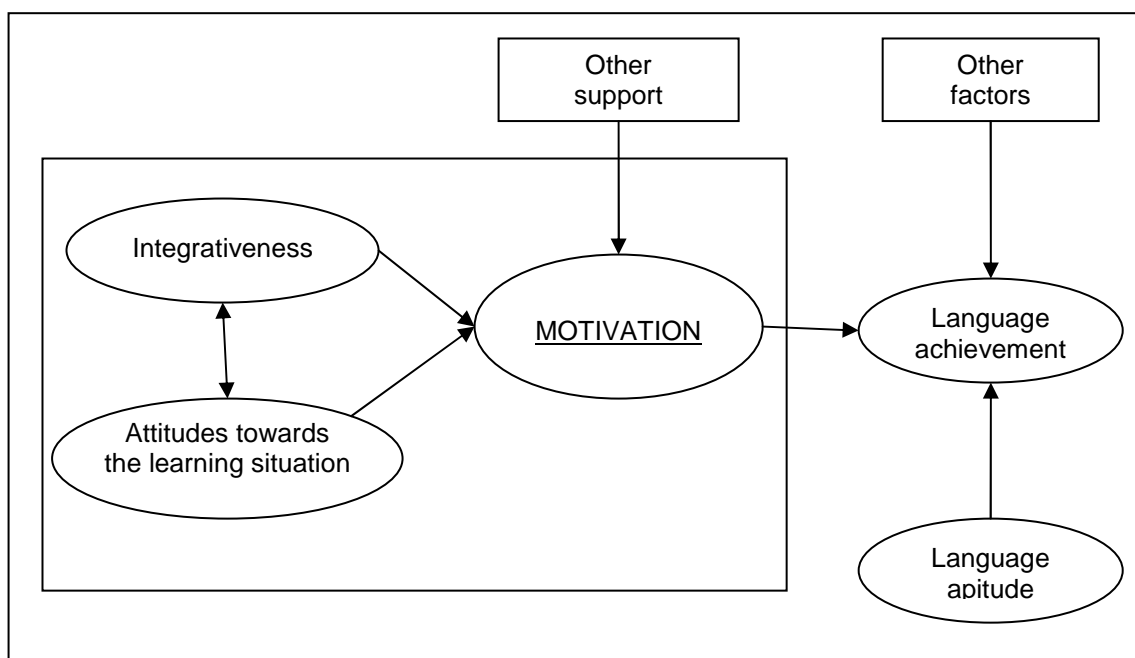 Other
support
Other
factors
Integrativeness
MOTIVATION
Language
achievement
Attitudes towards
the learning situation
Language
apitude